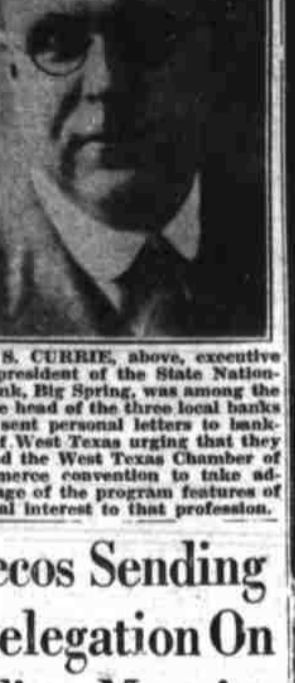 S. CURRIE, above, executive
president of the State Nation-
nk, Big Spring, was among the
e head of the three local banks
sent personal letters to bank-
f West Texas urging that they
d the West Texas Chamber of
merce convention to take ad-
age of the program features of
al interest to that profession.
ecos Sending
elegation On